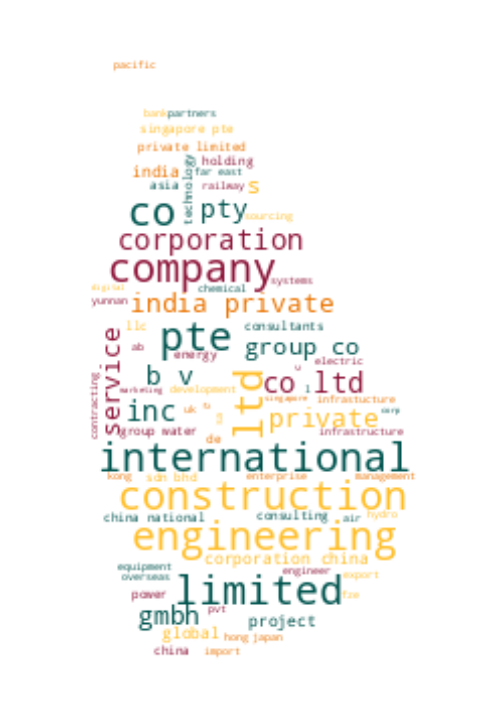 pacific
bank partners
singapore pte
private limited
holding
india
far east
technology
asia
railway
s
co
pty
sourcing
corporation
company
systems
digital
chemical
yunnan
india private
llc
consultants
pte
service
ab
group co
energy
electric
b v
co ltd
marketing
development
contracting
ltd
singapore
infrastucture
inc
uk
private
corp
group water
de
infrastructure
international
kong
sdn bhd
enterprise
management
construction
china national
consulting
air
hydro
engineering
corporation china
equipment
engineer
overseas
export
limited
power
fze
gmbh
pvt
project
global
hong
japan
china
import